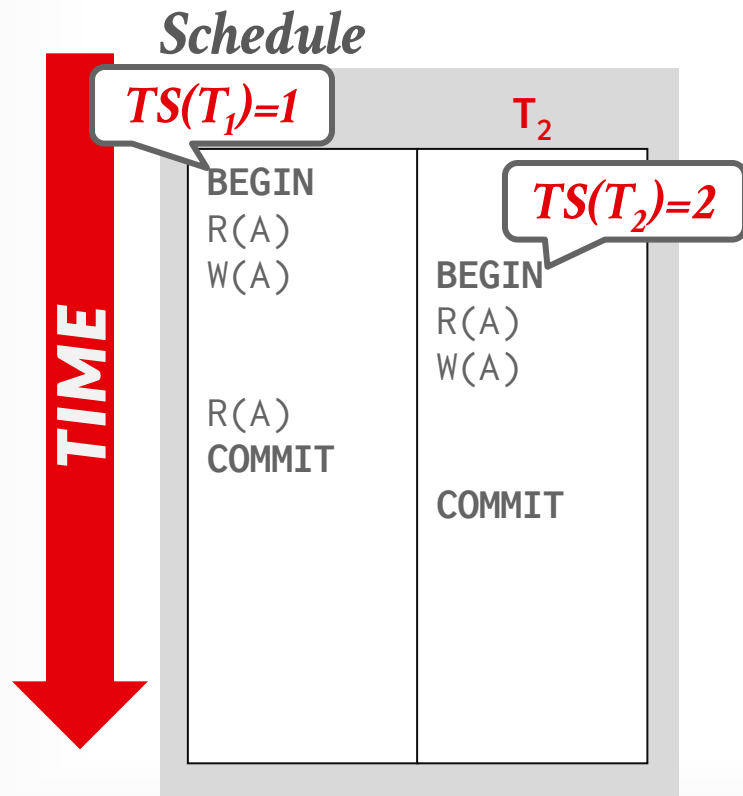 Schedule
TS(T₁)=1
T₂
BEGIN
R(A)
W(A)
TS(T₂)=2
BEGIN
R(A)
W(A)
R(A)
COMMIT
COMMIT
TIME